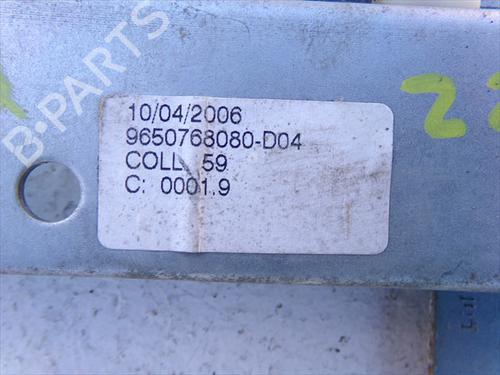 B-PARTS
10/04/2006
9650768080-D04
COLL. 59
C: 0001.9